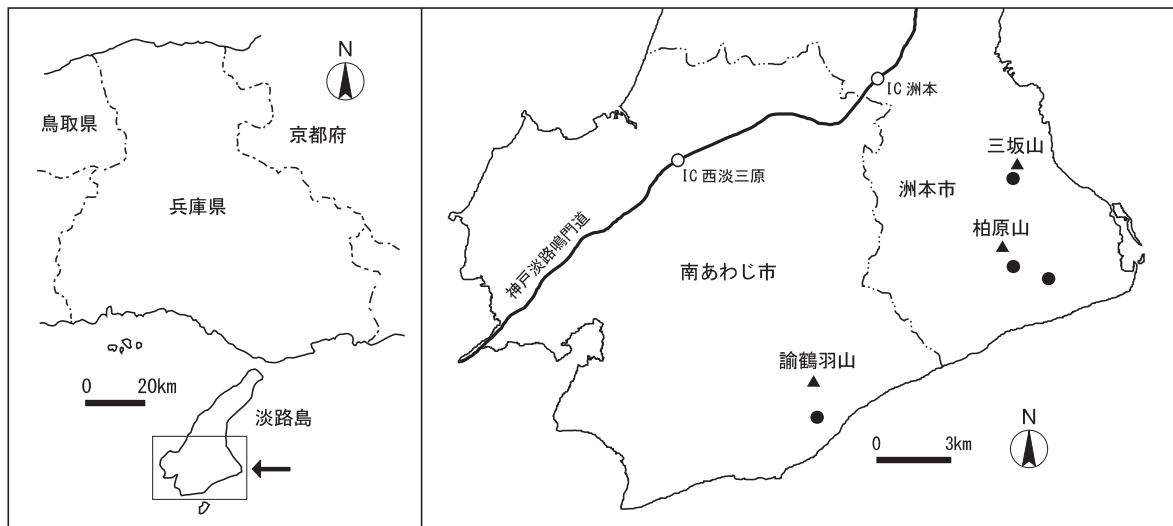 N
鳥取県
京都府
兵庫県
0 20km
淡路島
IC 洲本
三坂山
IC 西淡三原
洲本市
柏原山
神戸淡路鳴門道
南あわじ市
諭鶴羽山
N
0 3km